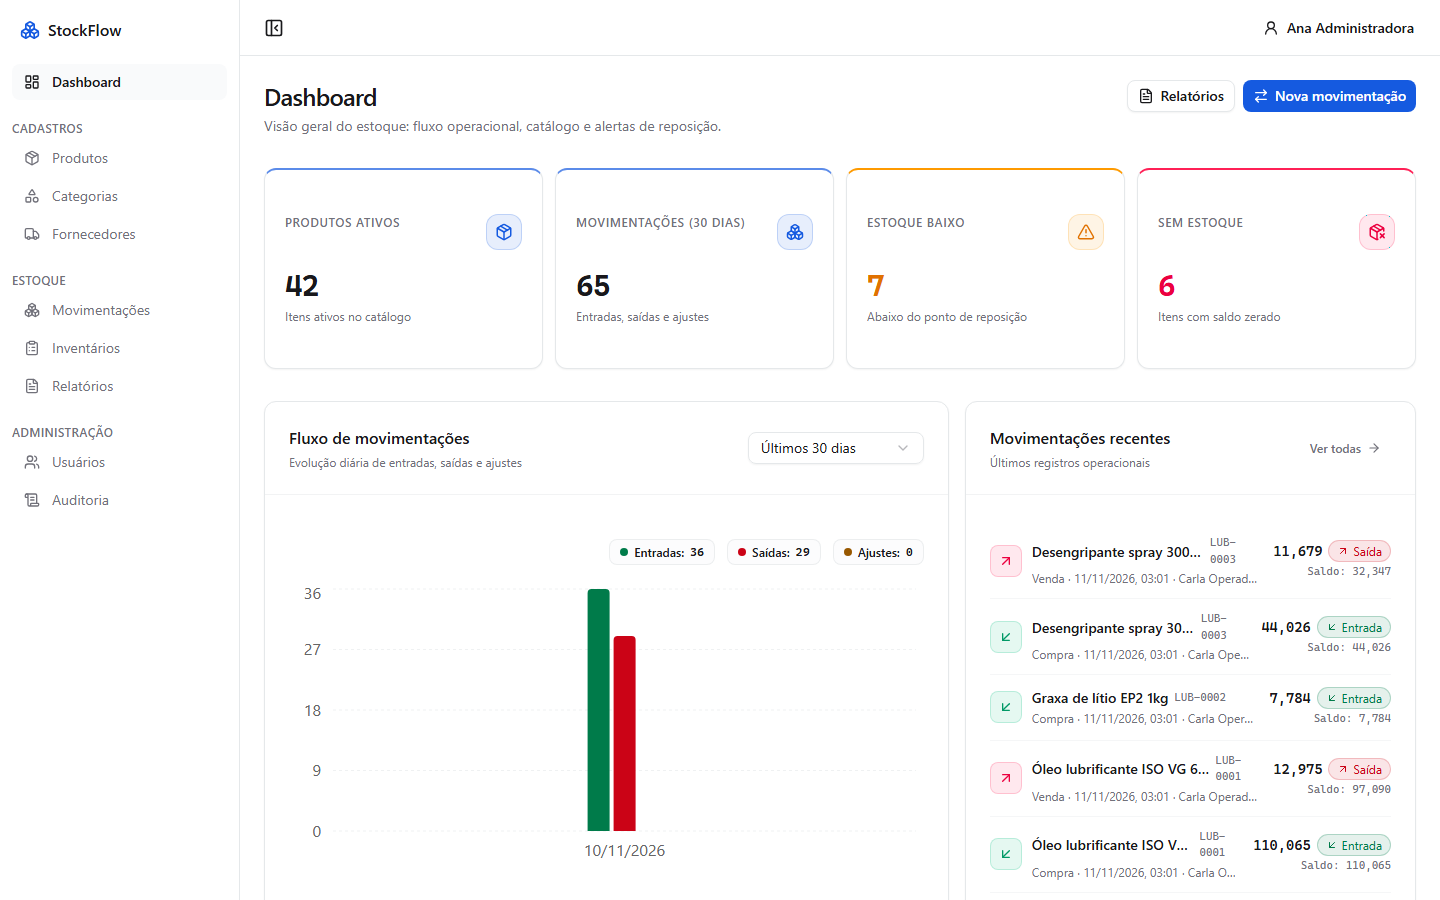 StockFlow
Dashboard
CADASTROS
Produtos
Categorias
Fornecedores
ESTOQUE
Movimentações
Inventários
Relatórios
ADMINISTRAÇÃO
Usuários
Auditoria
Ana Administradora
Dashboard
Visão geral do estoque: fluxo operacional, catálogo e alertas de reposição.
Relatórios
Nova movimentação
PRODUTOS ATIVOS
42
Itens ativos no catálogo
MOVIMENTAÇÕES (30 DIAS)
65
Entradas, saídas e ajustes
ESTOQUE BAIXO
7
Abaixo do ponto de reposição
SEM ESTOQUE
6
Itens com saldo zerado
Fluxo de movimentações
Evolução diária de entradas, saídas e ajustes
Últimos 30 dias
Entradas: 36
Saídas: 29
Ajustes: 0
36
27
18
9
0
10/11/2026
Movimentações recentes
Últimos registros operacionais
Ver todas
Desengripante spray 300...
LUB-
0003
11,679
Saída
Venda · 11/11/2026, 03:01 · Carla Operad...
Saldo: 32,347
Desengripante spray 30...
LUB-
0003
44,026
Entrada
Compra · 11/11/2026, 03:01 · Carla Ope...
Saldo: 44,026
Graxa de lítio EP2 1kg
LUB-0002
7,784
Entrada
Compra · 11/11/2026, 03:01 · Carla Oper...
Saldo: 7,784
Óleo lubrificante ISO VG 6...
LUB-
0001
12,975
Saída
Venda · 11/11/2026, 03:01 · Carla Operad...
Saldo: 97,090
Óleo lubrificante ISO V...
LUB-
0001
110,065
Entrada
Compra · 11/11/2026, 03:01 · Carla O...
Saldo: 110,065